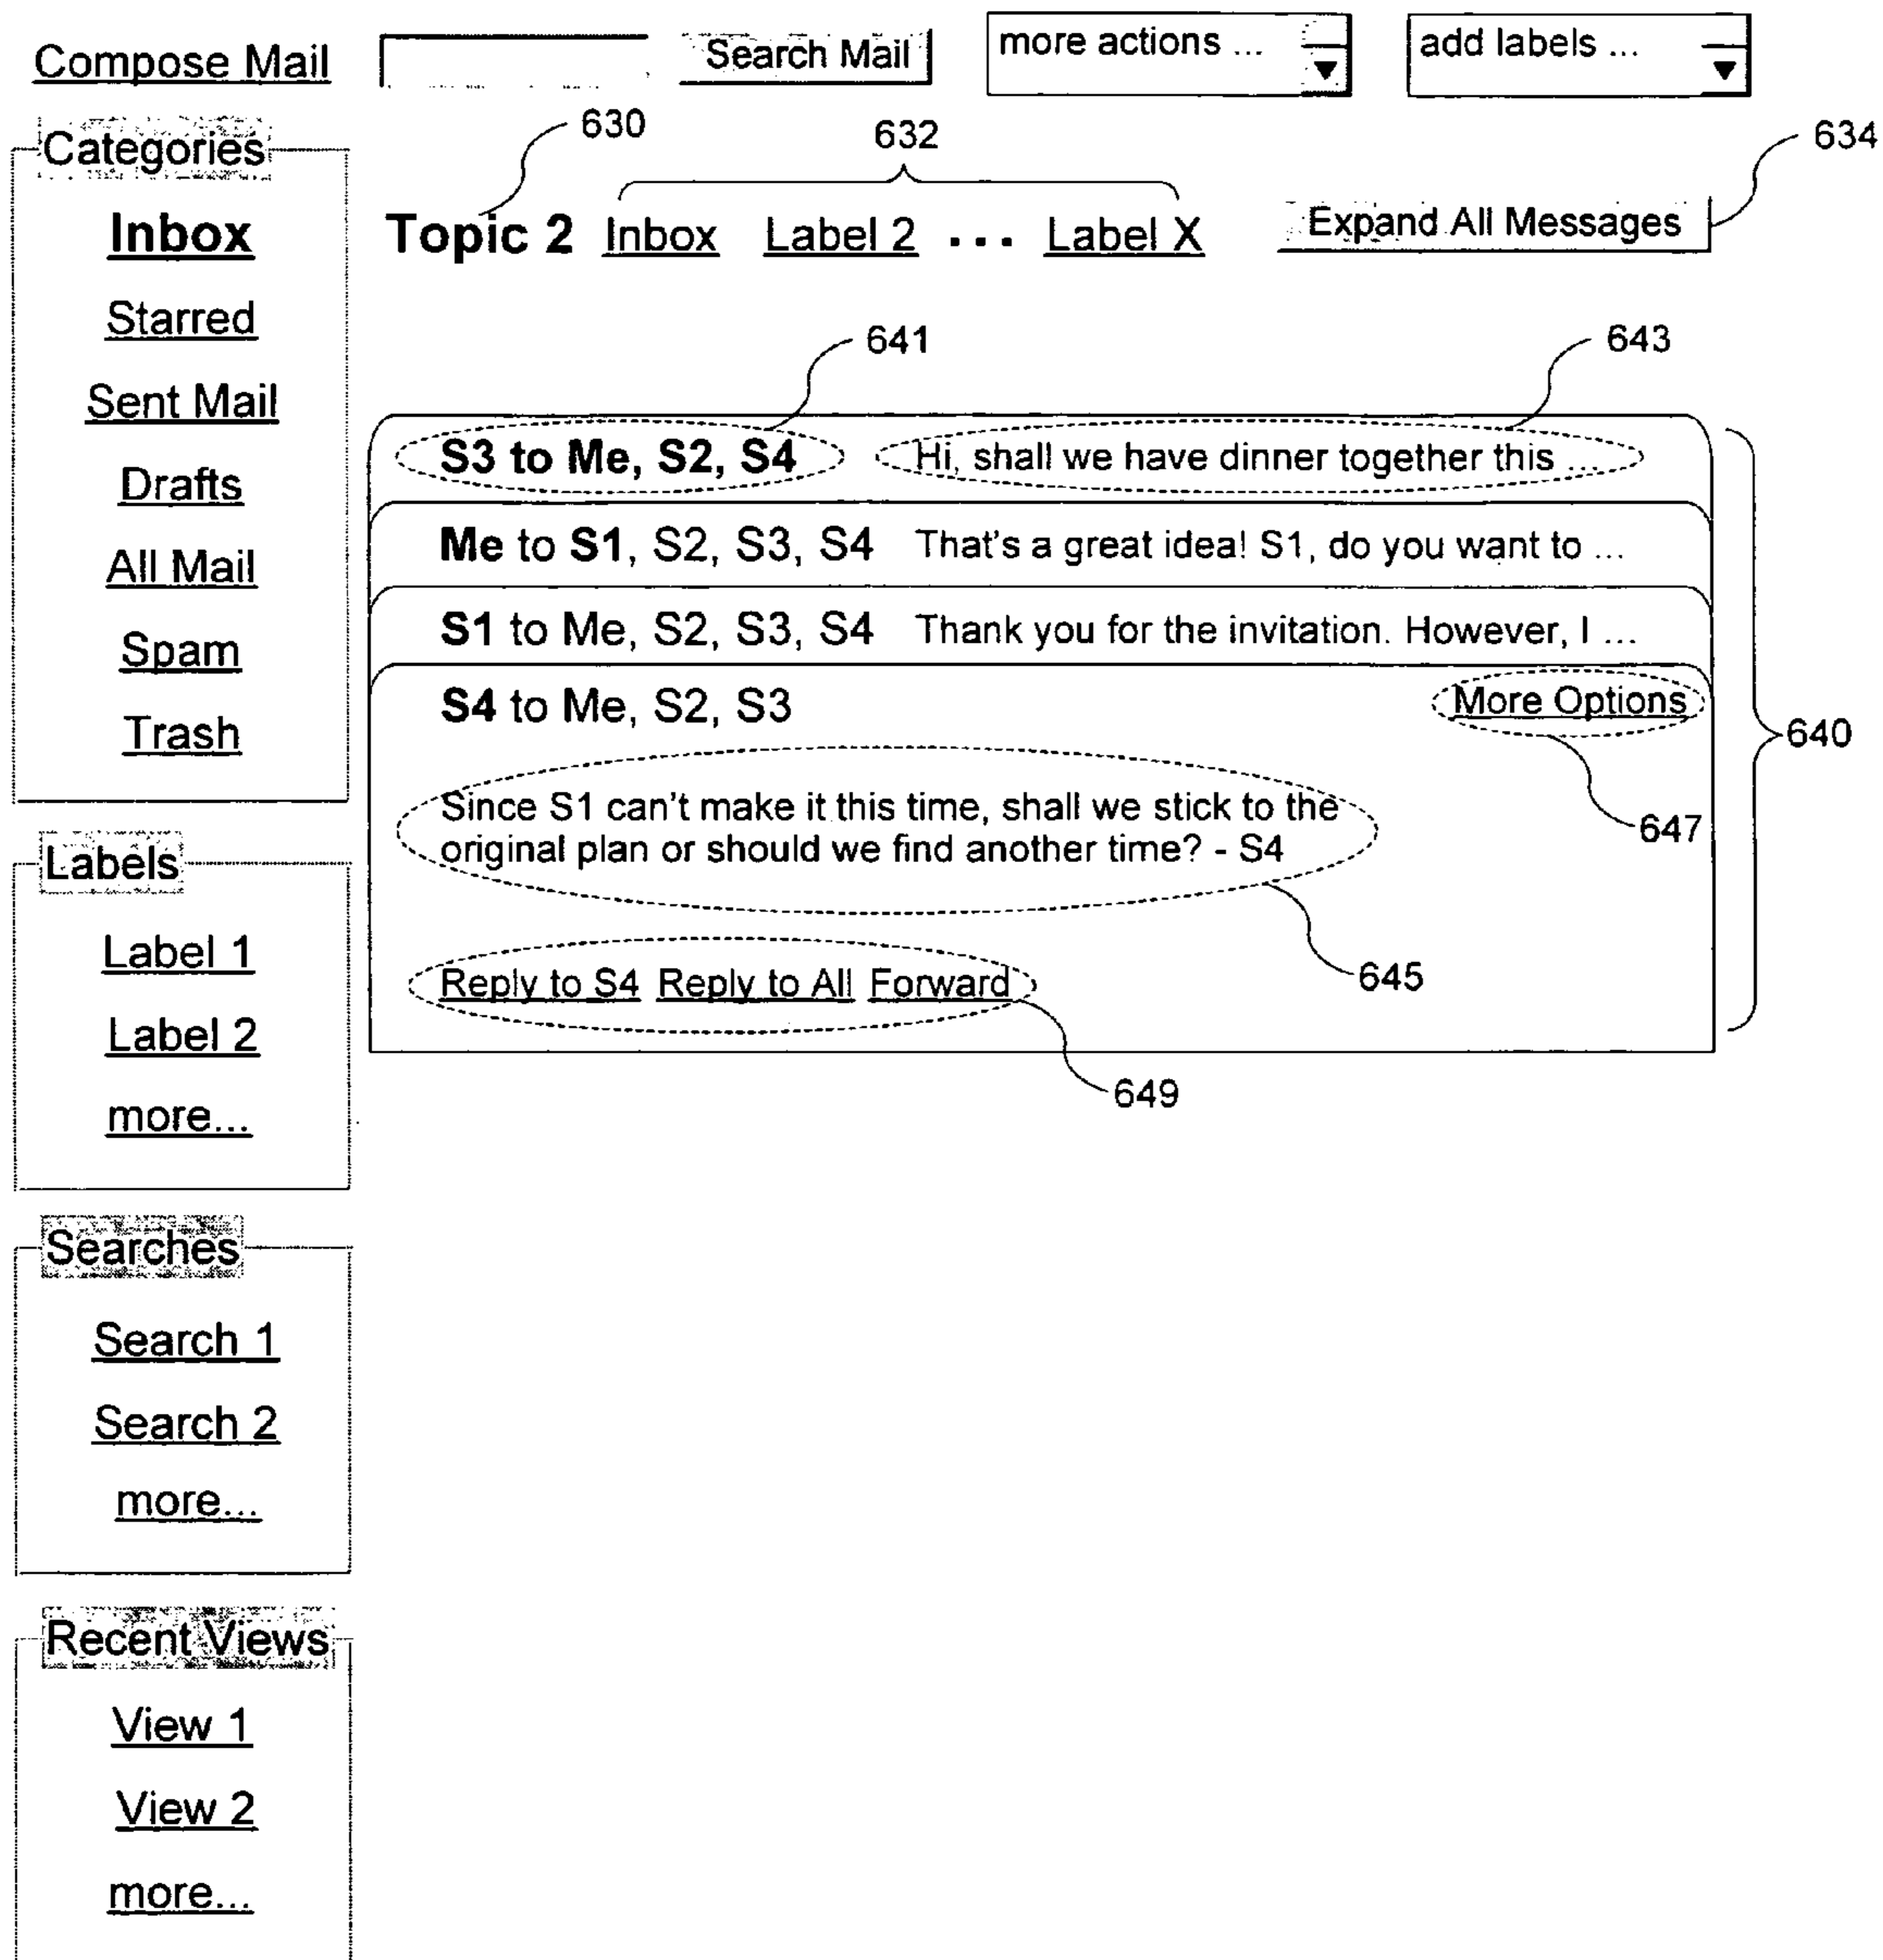 Compose Mail Search Mail more actions ... add labels ...
630 632 634
Categories
Inbox
Starred
Sent Mail
Drafts
All Mail
Spam
Trash
Topic 2 Inbox Label 2 ... Label X Expand All Messages
641 643
S3 to Me, S2, S4 Hi, shall we have dinner together this ...
Me to S1, S2, S3, S4 That's a great idea! S1, do you want to ...
S1 to Me, S2, S3, S4 Thank you for the invitation. However, I ...
S4 to Me, S2, S3 More Options
640
647
Since S1 can't make it this time, shall we stick to the
original plan or should we find another time? - S4
645
Reply to S4 Reply to All Forward
649
Labels
Label 1
Label 2
more...
Searches
Search 1
Search 2
more...
Recent Views
View 1
View 2
more...